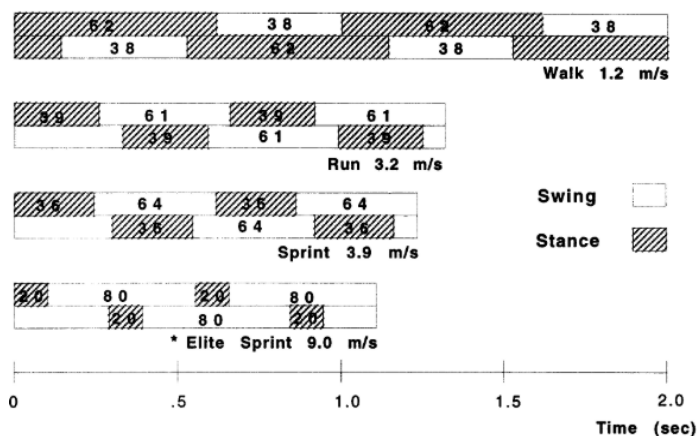 62 38 62 38
38 62 38
Walk 1.2 m/s
39 61 39 61
39 61 39
Run 3.2 m/s
36 64 36 64
36 64 36
Sprint 3.9 m/s
20 80 20 80
20 80 20
* Elite Sprint 9.0 m/s
Swing
Stance
0 .5 1.0 1.5 2.0
Time (sec)